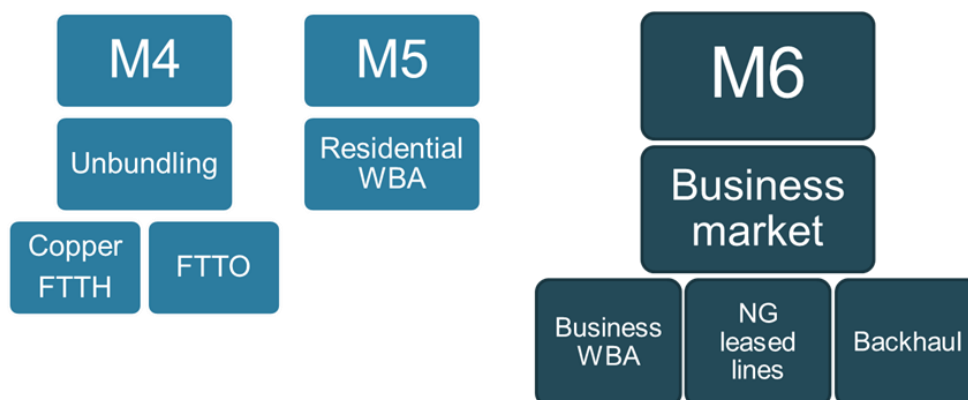 M4
M5
M6
Unbundling
Residential
WBA
Business
market
Copper
FTTH
FTTO
Business
WBA
NG
leased
lines
Backhaul